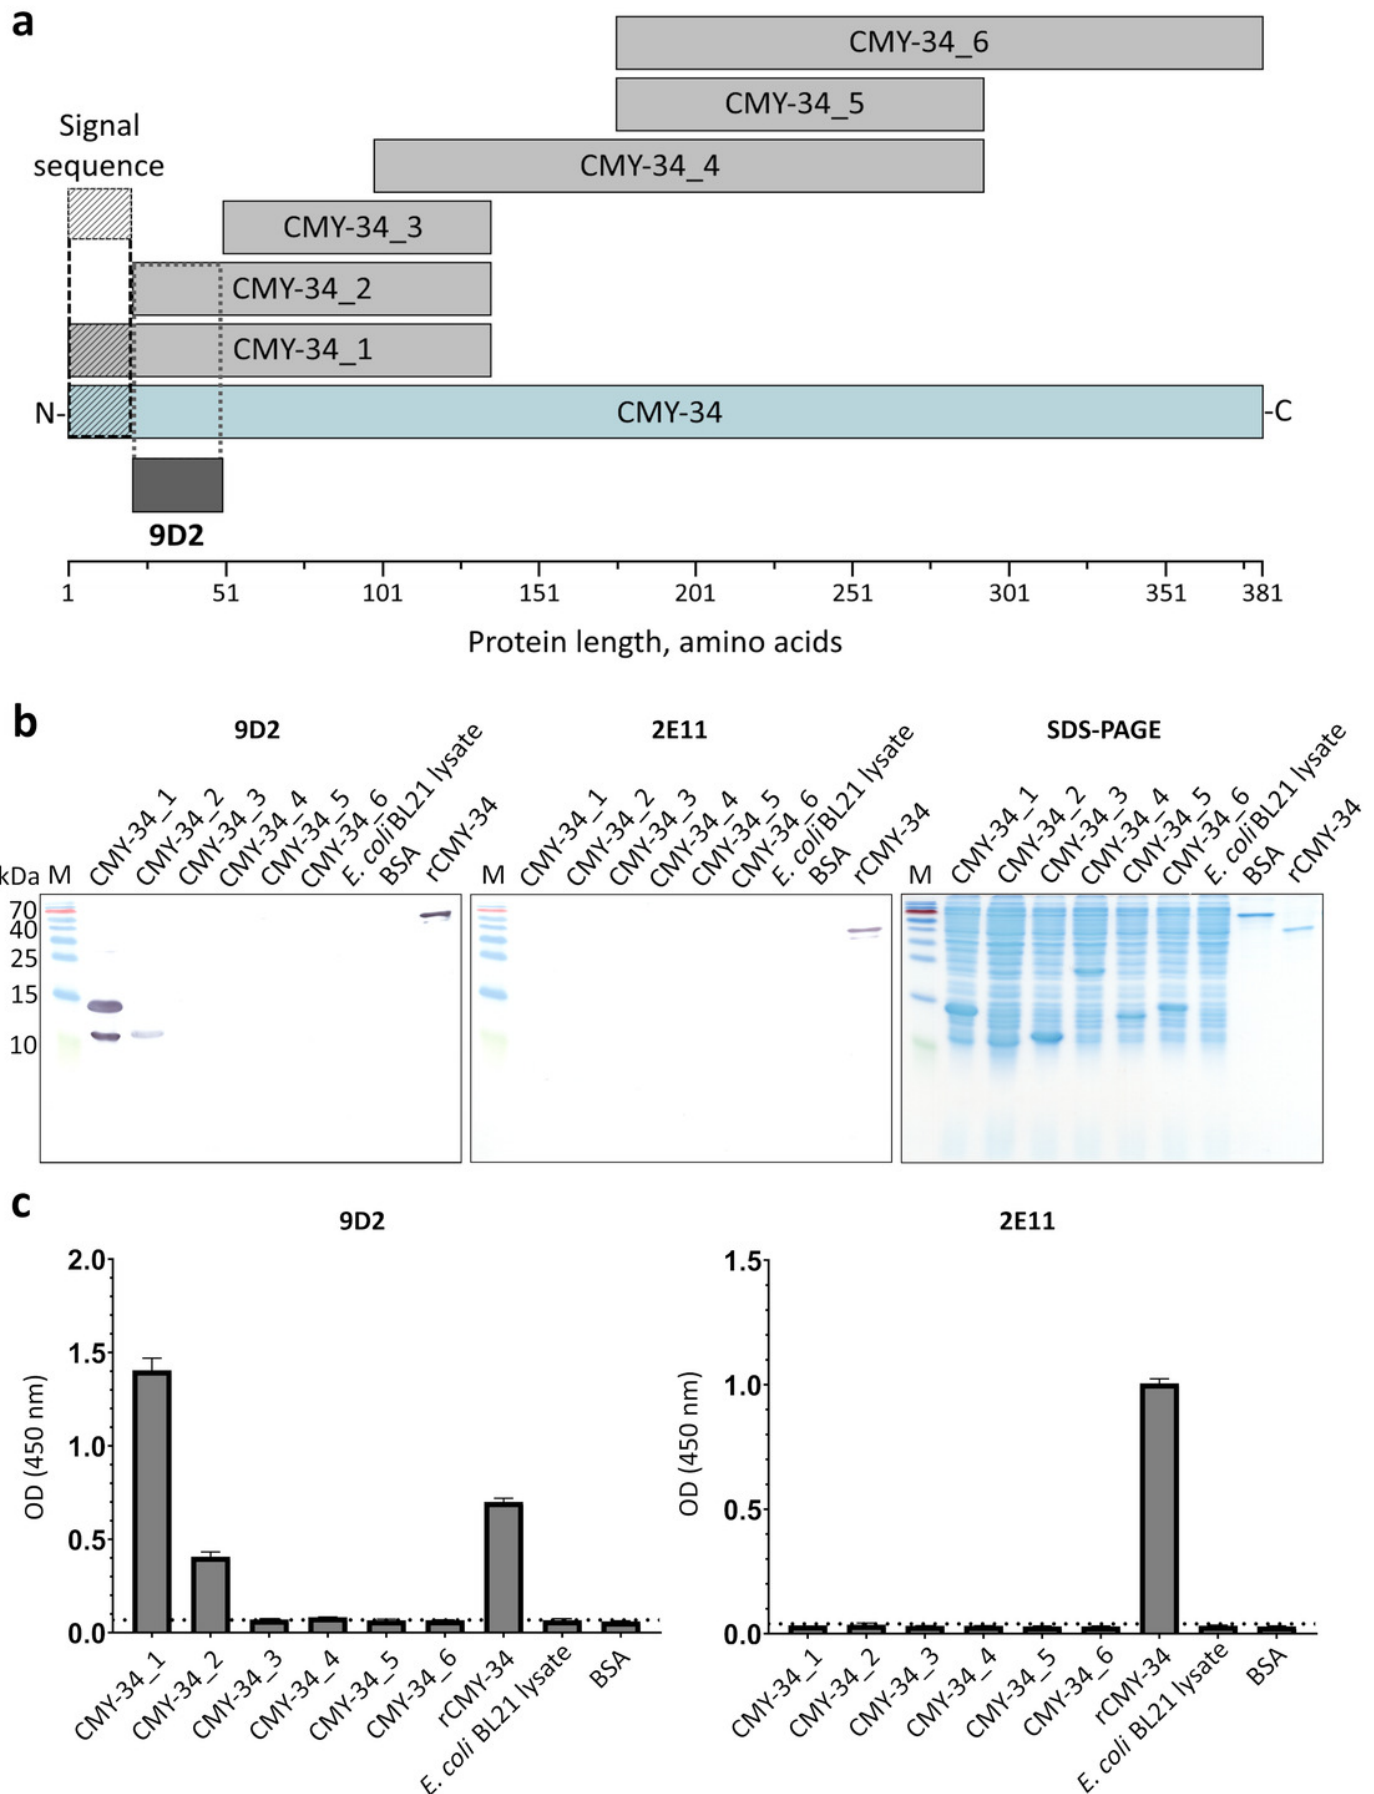 a
CMY-34_6
CMY-34_5
Signal
sequence
CMY-34_4
CMY-34_3
CMY-34_2
CMY-34_1
N-
CMY-34
-C
9D2
1 51 101 151 201 251 301 351 381
Protein length, amino acids
b
9D2
2E11
SDS-PAGE
kDa M CMY-34_1 CMY-34_2 CMY-34_3 CMY-34_4 CMY-34_5 CMY-34_6 E. coli BL21 lysate BSA rCMY-34
M CMY-34_1 CMY-34_2 CMY-34_3 CMY-34_4 CMY-34_5 CMY-34_6 E. coli BL21 lysate BSA rCMY-34
M CMY-34_1 CMY-34_2 CMY-34_3 CMY-34_4 CMY-34_5 CMY-34_6 E. coli BL21 lysate BSA rCMY-34
70
40
25
15
10
c
9D2
OD (450 nm)
2.0
1.5
1.0
0.5
0.0
CMY-34_1 CMY-34_2 CMY-34_3 CMY-34_4 CMY-34_5 CMY-34_6 rCMY-34 E. coli BL21 lysate BSA
2E11
OD (450 nm)
1.5
1.0
0.5
0.0
CMY-34_1 CMY-34_2 CMY-34_3 CMY-34_4 CMY-34_5 CMY-34_6 rCMY-34 E. coli BL21 lysate BSA